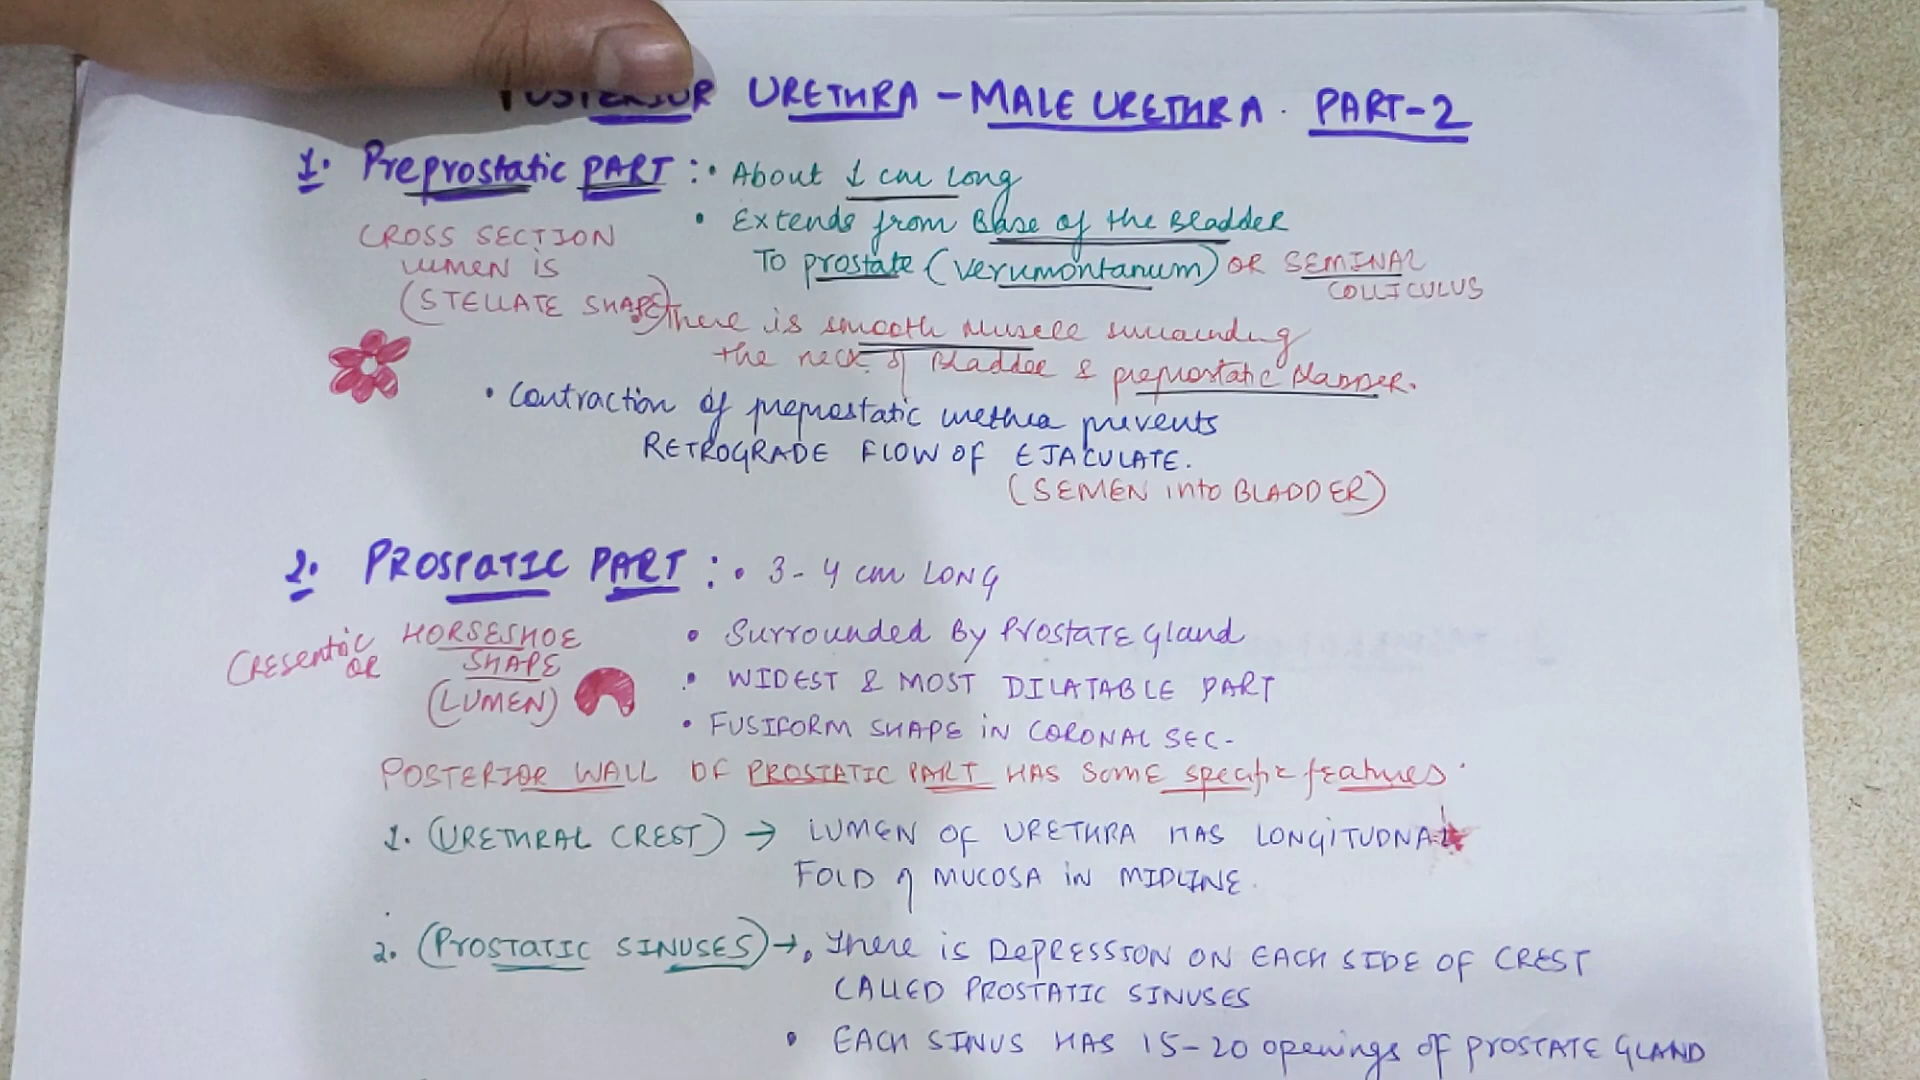 POSTERIOR URETHRA - MALE URETHRA. PART-2
1. Preprostatic PART : • About 1 cm long
• Extends from Base of the Bladder
To prostate (verumontanum) OR SEMINAL
COLLICULUS
CROSS SECTION
LUMEN is
(STELLATE SHAPE)
• There is smooth muscle surrounding
the neck of Bladder & preprostatic Bladder.
• Contraction of preprostatic urethra prevents
RETROGRADE FLOW OF EJACULATE.
(SEMEN into BLADDER)
2. PROSTATIC PART : • 3-4 cm LONG
CRESENTIC OR HORSESHOE
SHAPE
(LUMEN)
• Surrounded By Prostate Gland
• WIDEST & MOST DILATABLE PART
• FUSIFORM SHAPE in CORONAL SEC-
POSTERIOR WALL OF PROSTATIC PART HAS some specific features.
1. (URETHRAL CREST) → LUMEN OF URETHRA HAS LONGITUDNAL
FOLD of MUCOSA in MIDLINE.
2. (PROSTATIC SINUSES) → • There is DEPRESSION ON EACH SIDE OF CREST
CALLED PROSTATIC SINUSES
• EACH SINUS HAS 15-20 openings of PROSTATE GLAND